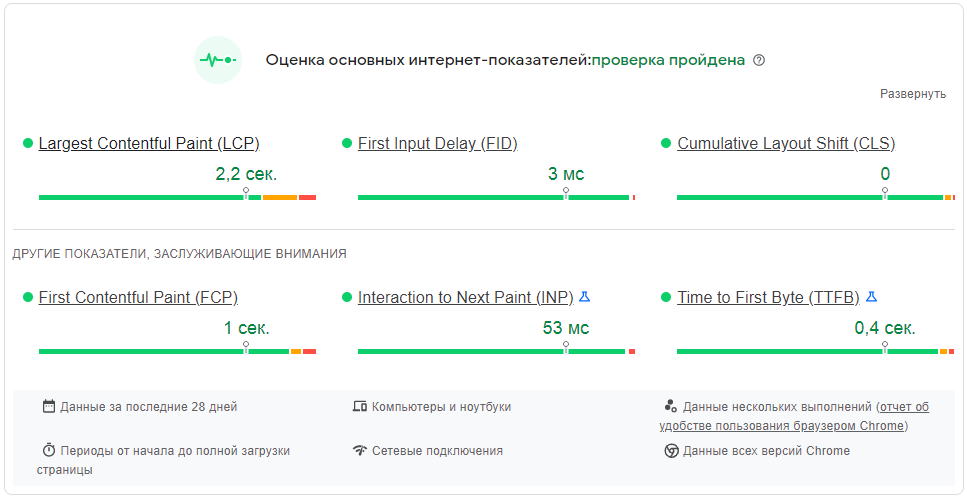 Оценка основных интернет-показателей:проверка пройдена
Развернуть
Largest Contentful Paint (LCP)
2,2 сек.
First Input Delay (FID)
3 мс
Cumulative Layout Shift (CLS)
0
ДРУГИЕ ПОКАЗАТЕЛИ, ЗАСЛУЖИВАЮЩИЕ ВНИМАНИЯ
First Contentful Paint (FCP)
1 сек.
Interaction to Next Paint (INP)
53 мс
Time to First Byte (TTFB)
0,4 сек.
Данные за последние 28 дней
Компьютеры и ноутбуки
Данные нескольких выполнений (отчет об
удобстве пользования браузером Chrome)
Периоды от начала до полной загрузки
страницы
Сетевые подключения
Данные всех версий Chrome